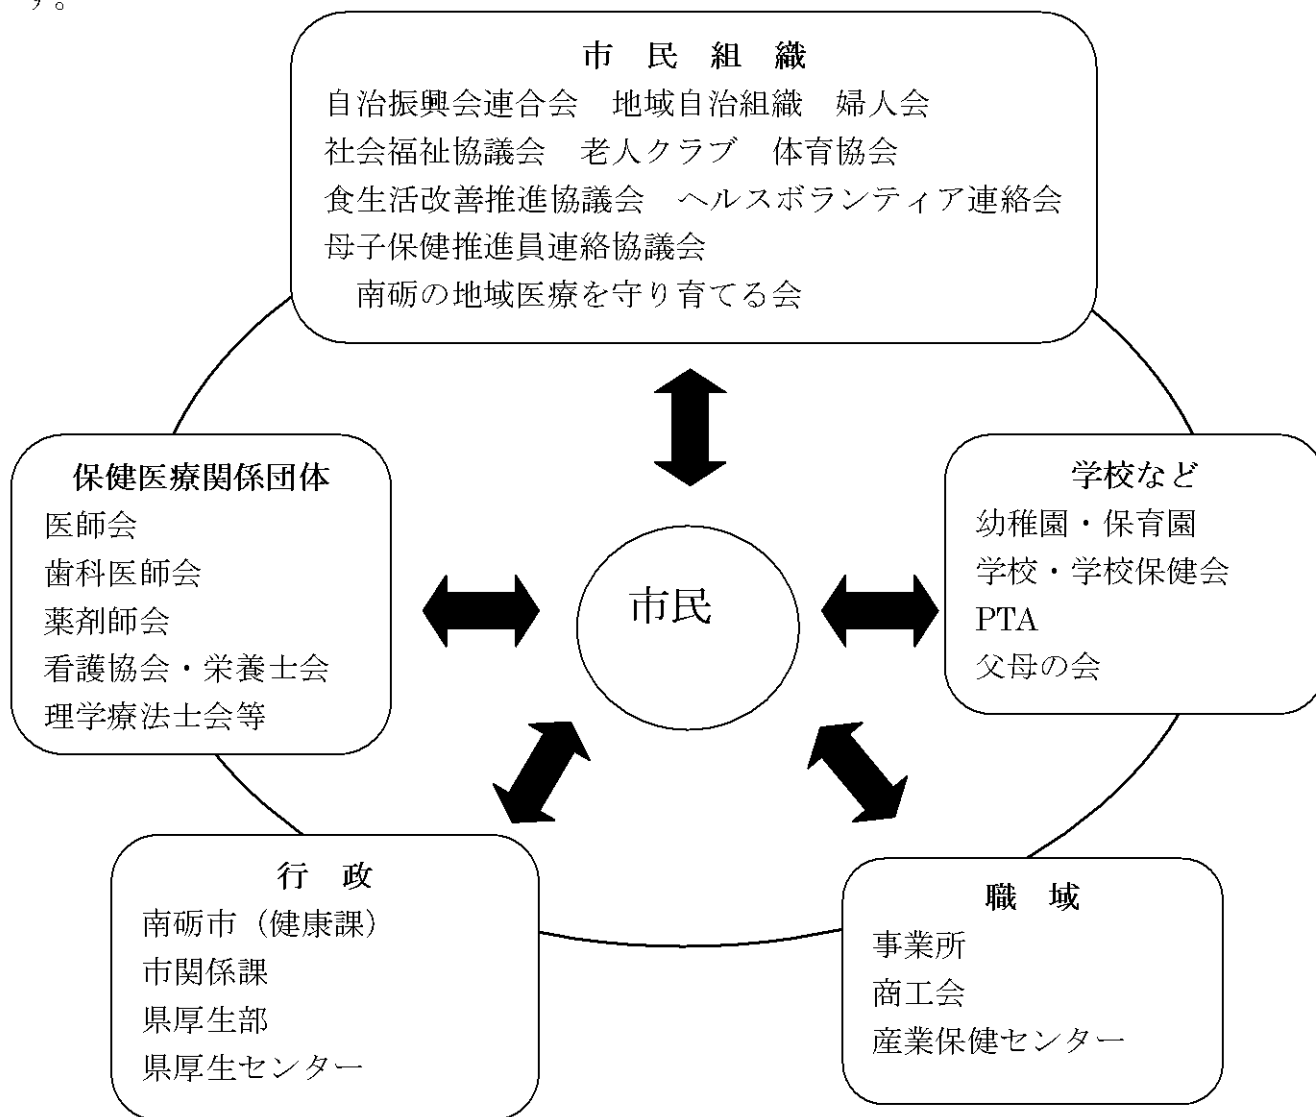 す。
市 民 組 織
自治振興会連合会　地域自治組織　婦人会
社会福祉協議会　老人クラブ　体育協会
食生活改善推進協議会　ヘルスボランティア連絡会
母子保健推進員連絡協議会
南砺の地域医療を守り育てる会
保健医療関係団体
医師会
歯科医師会
薬剤師会
看護協会・栄養士会
理学療法士会等
学校など
幼稚園・保育園
学校・学校保健会
PTA
父母の会
市民
行　政
南砺市（健康課）
市関係課
県厚生部
県厚生センター
職　域
事業所
商工会
産業保健センター